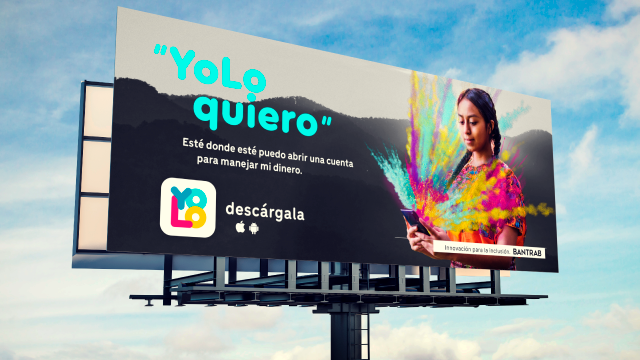 "YoLo
quiero"
Esté donde esté puedo abrir una cuenta
para manejar mi dinero.
YO
LO
descárgala
Innovación para la inclusión. BANTRAB